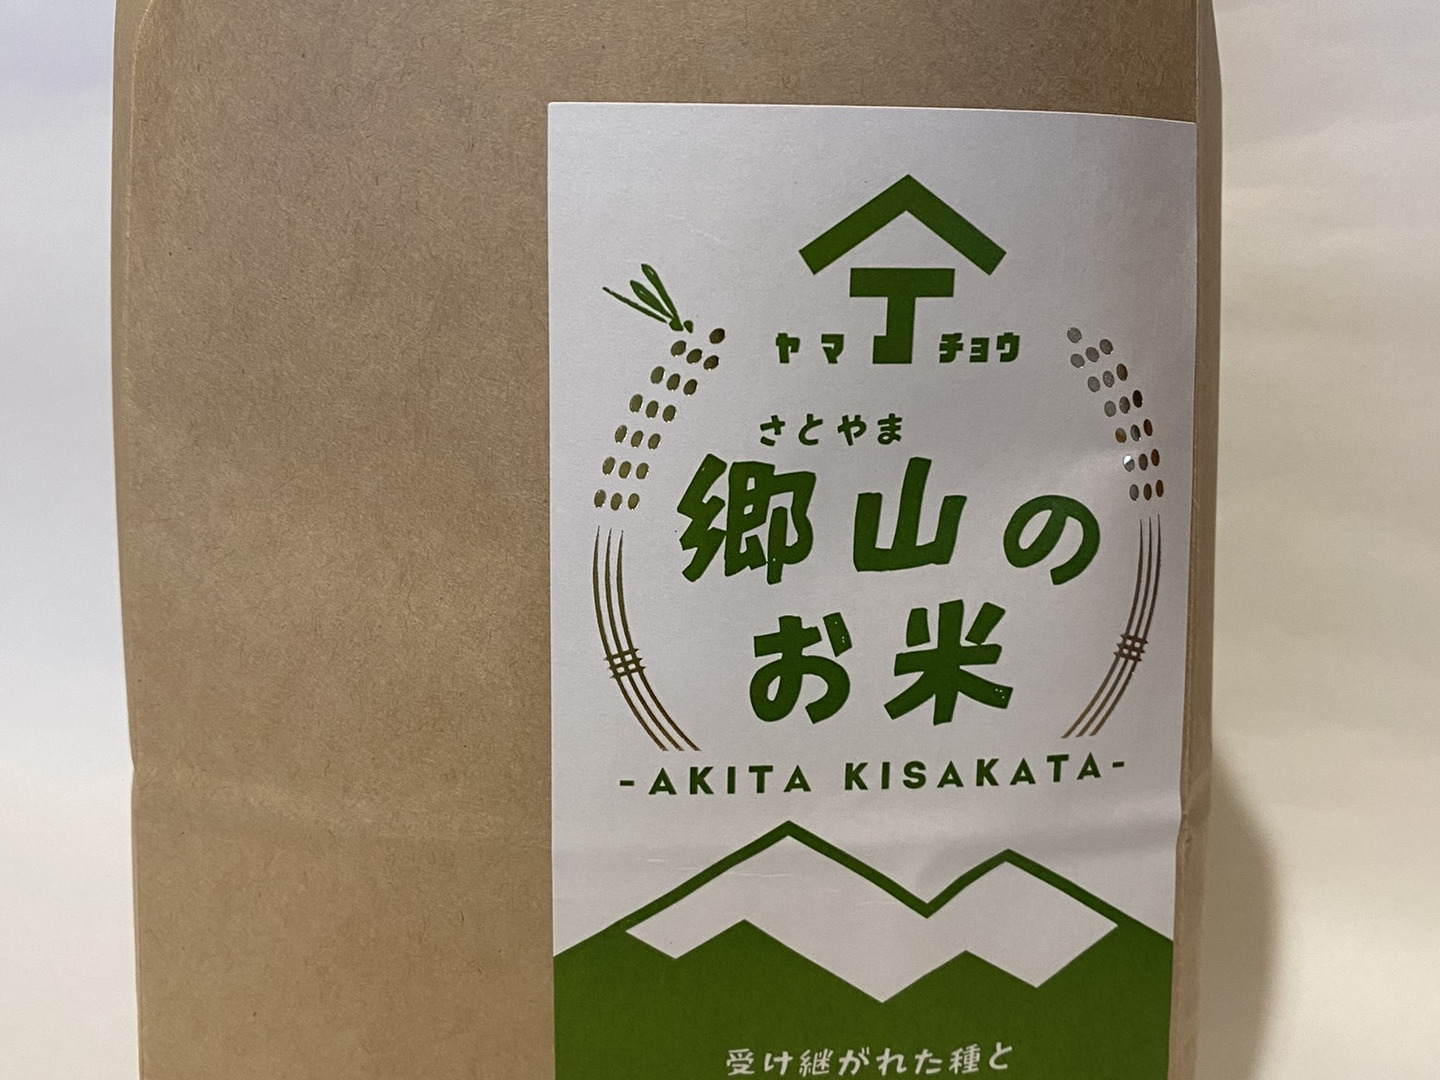 ヤマ丁チョウ
さとやま
郷山の
お米
-AKITA KISAKATA-
受け継がれた種と